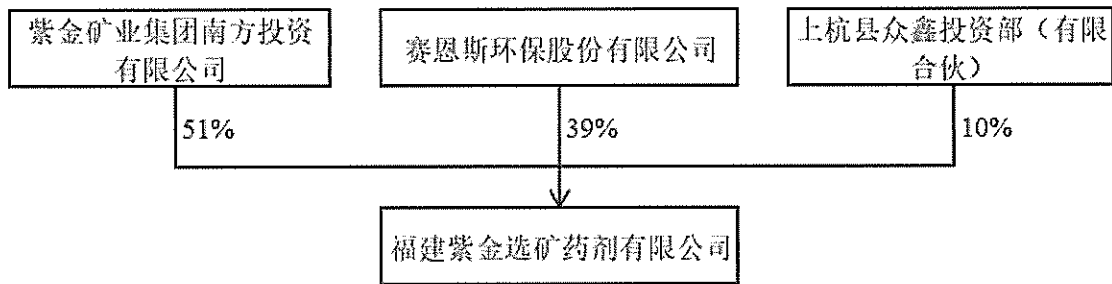 紫金矿业集团南方投资
有限公司
赛恩斯环保股份有限公司
上杭县众鑫投资部（有限
合伙）
51%
39%
10%
福建紫金选矿药剂有限公司